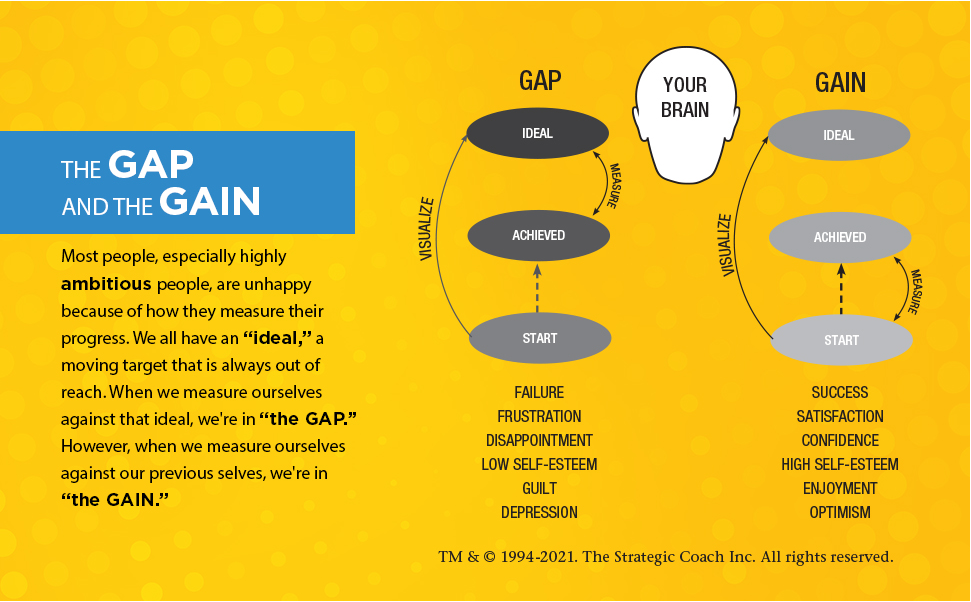 THE GAP
AND THE GAIN
Most people, especially highly
ambitious people, are unhappy
because of how they measure their
progress. We all have an “ideal,” a
moving target that is always out of
reach. When we measure ourselves
against that ideal, we're in “the GAP.”
However, when we measure ourselves
against our previous selves, we're in
“the GAIN.”
GAP
IDEAL
MEASURE
VISUALIZE
ACHIEVED
START
FAILURE
FRUSTRATION
DISAPPOINTMENT
LOW SELF-ESTEEM
GUILT
DEPRESSION
YOUR
BRAIN
GAIN
IDEAL
VISUALIZE
ACHIEVED
MEASURE
START
SUCCESS
SATISFACTION
CONFIDENCE
HIGH SELF-ESTEEM
ENJOYMENT
OPTIMISM
TM & © 1994-2021. The Strategic Coach Inc. All rights reserved.